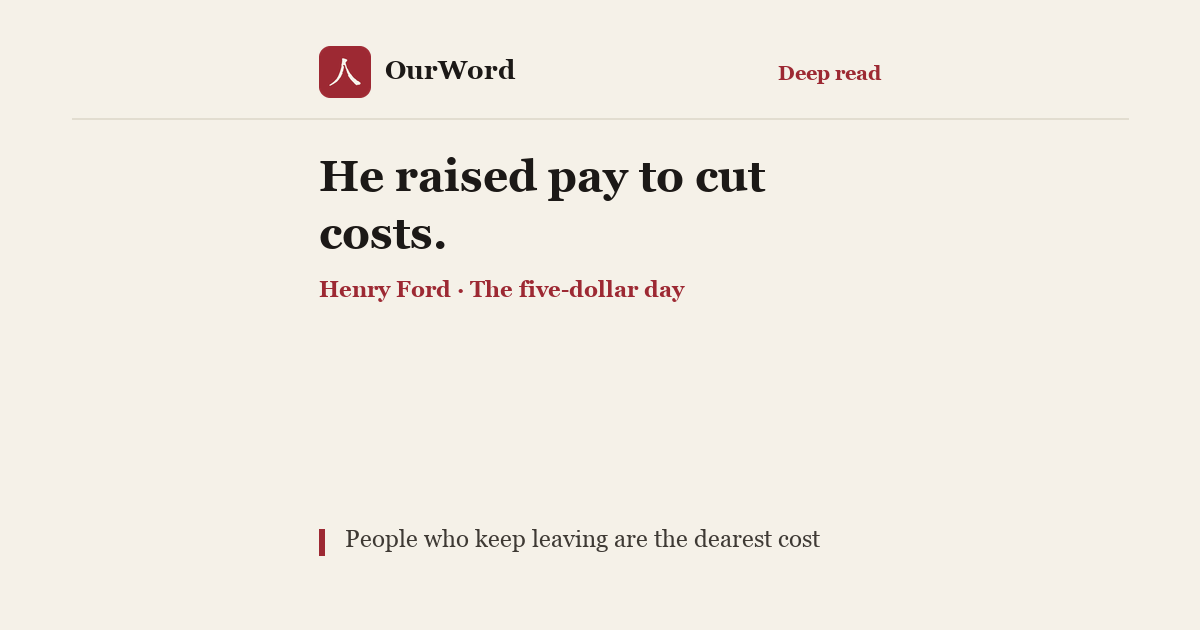 人
OurWord
Deep read
He raised pay to cut
costs.
Henry Ford · The five-dollar day
People who keep leaving are the dearest cost